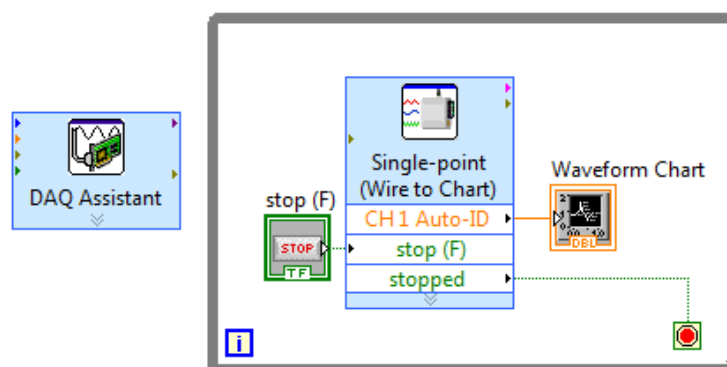 DAQ Assistant
stop (F)
STOP
TF
Single-point
(Wire to Chart)
CH 1 Auto-ID
stop (F)
stopped
Waveform Chart
DBL
i